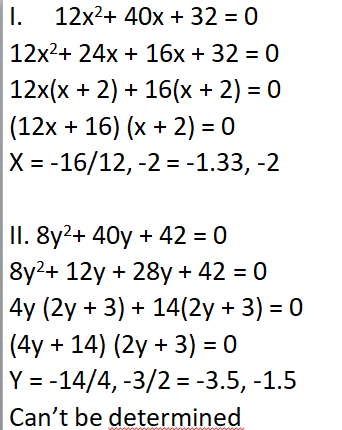 I. 12x²+ 40x + 32 = 0
12x²+ 24x + 16x + 32 = 0
12x(x + 2) + 16(x + 2) = 0
(12x + 16) (x + 2) = 0
X = -16/12, -2 = -1.33, -2
II. 8y²+ 40y + 42 = 0
8y²+ 12y + 28y + 42 = 0
4y (2y + 3) + 14(2y + 3) = 0
(4y + 14) (2y + 3) = 0
Y = -14/4, -3/2 = -3.5, -1.5
Can't be determined